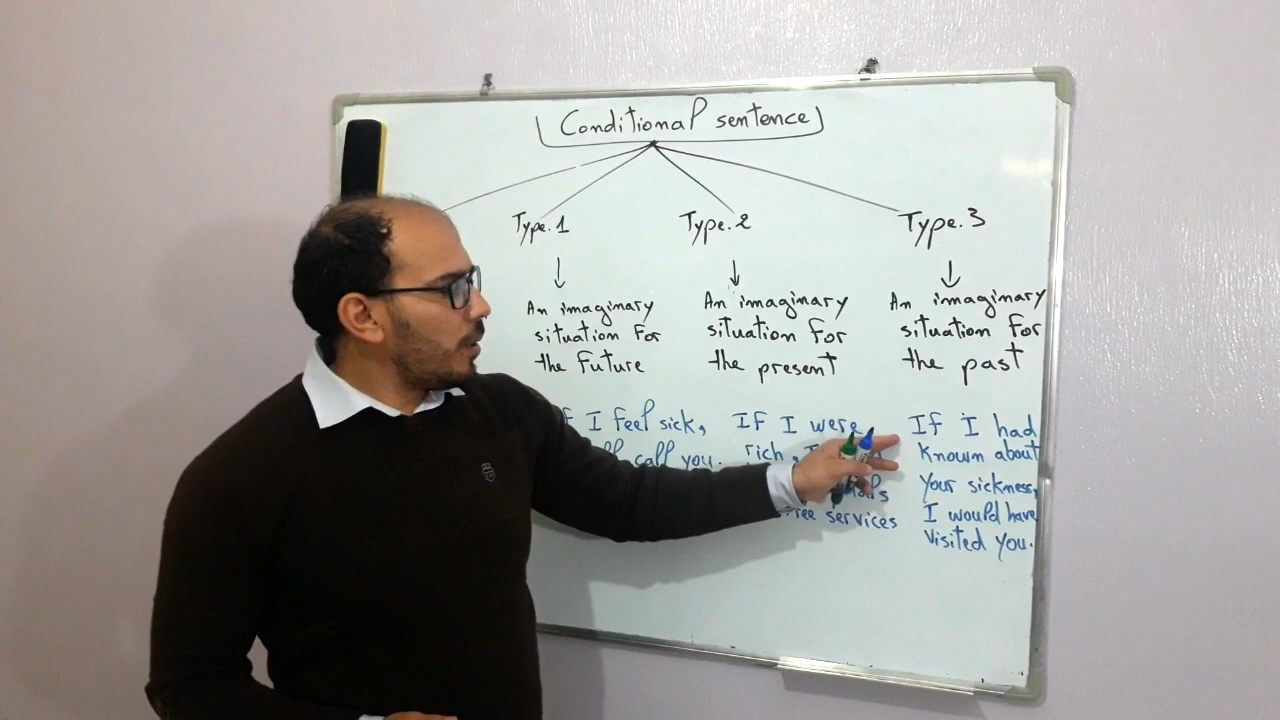 Conditional sentence
Type.1
An imaginary
situation for
the future
I feel sick,
call you.
Type.2
An imaginary
situation for
the present
If I were
rich,
services
Type.3
An imaginary
situation for
the past
If I had
known about
your sickness,
I would have
visited you.